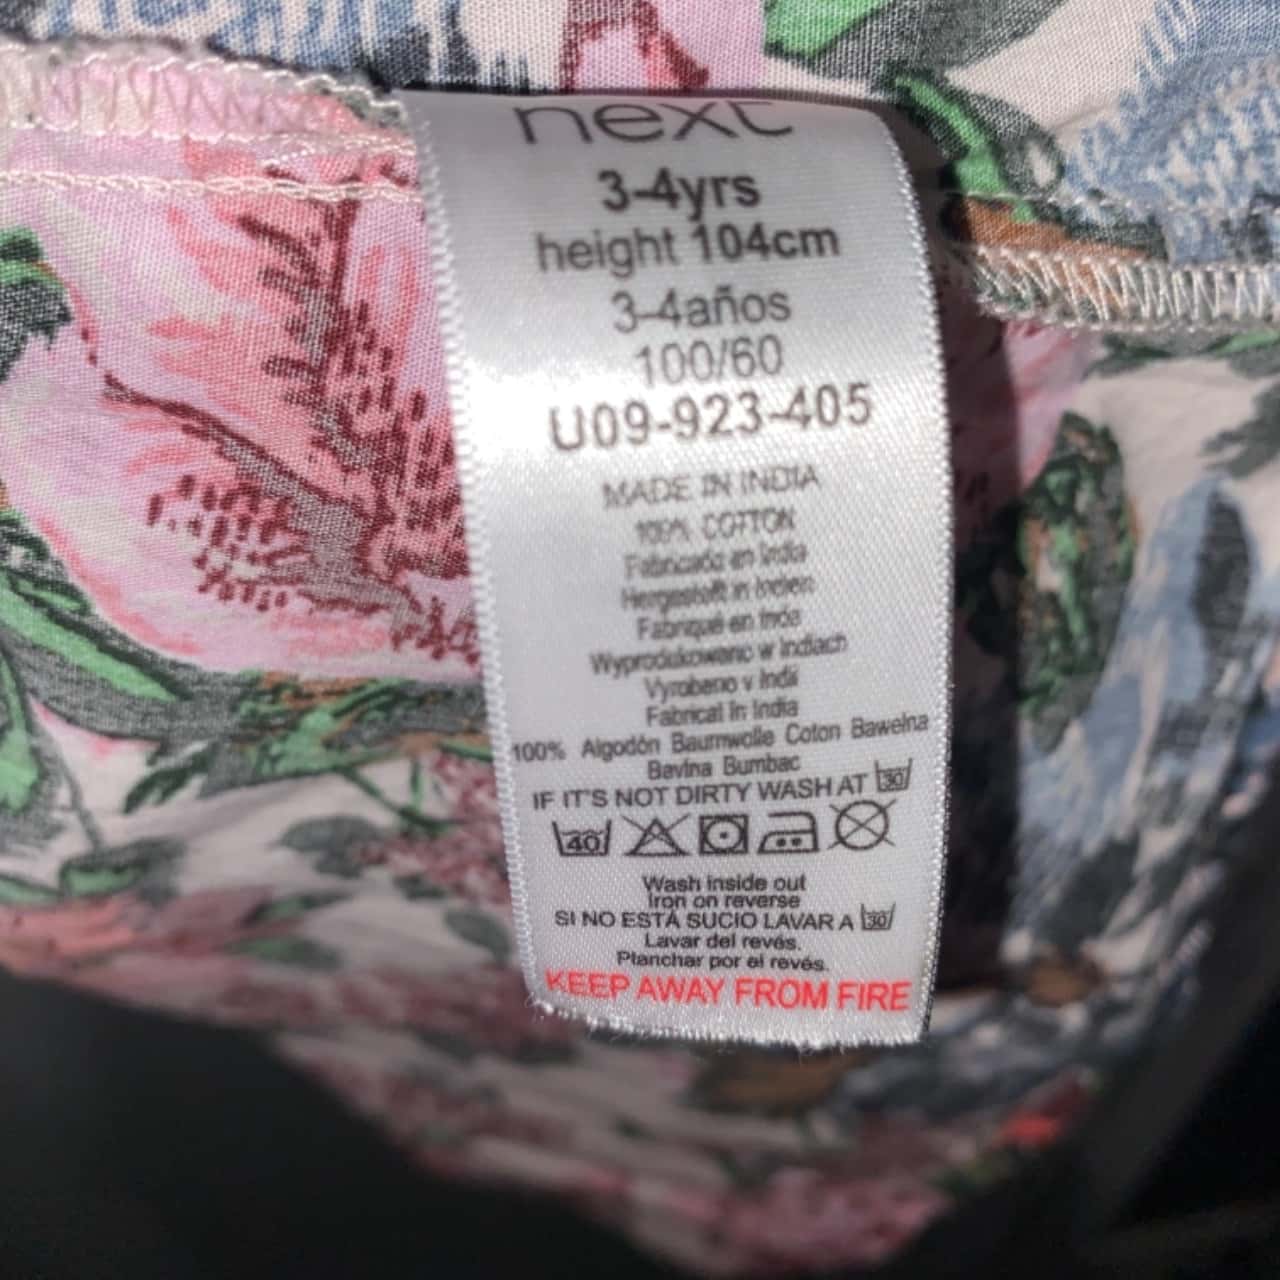 next
3-4yrs
height 104cm
3-4años
100/60
U09-923-405
MADE IN INDIA
100% COTTON
Fabricado en India
Hergestellt in Indien
Fabriqué en Inde
Wyprodukowano w Indiach
Vyrobeno v Indii
Fabricat în India
100% Algodón Baumwolle Coton Bawełna
Bavlna Bumbac
IF IT'S NOT DIRTY WASH AT 30
40
Wash inside out
Iron on reverse
SI NO ESTÁ SUCIO LAVAR A 30
Lavar del revés.
Planchar por el revés.
KEEP AWAY FROM FIRE